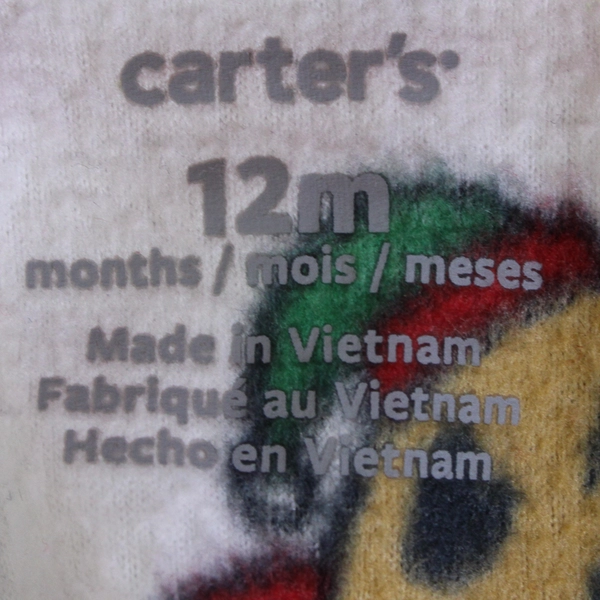 carter's
12m
months / mois / meses
Made in Vietnam
Fabriqué au Vietnam
Hecho en Vietnam